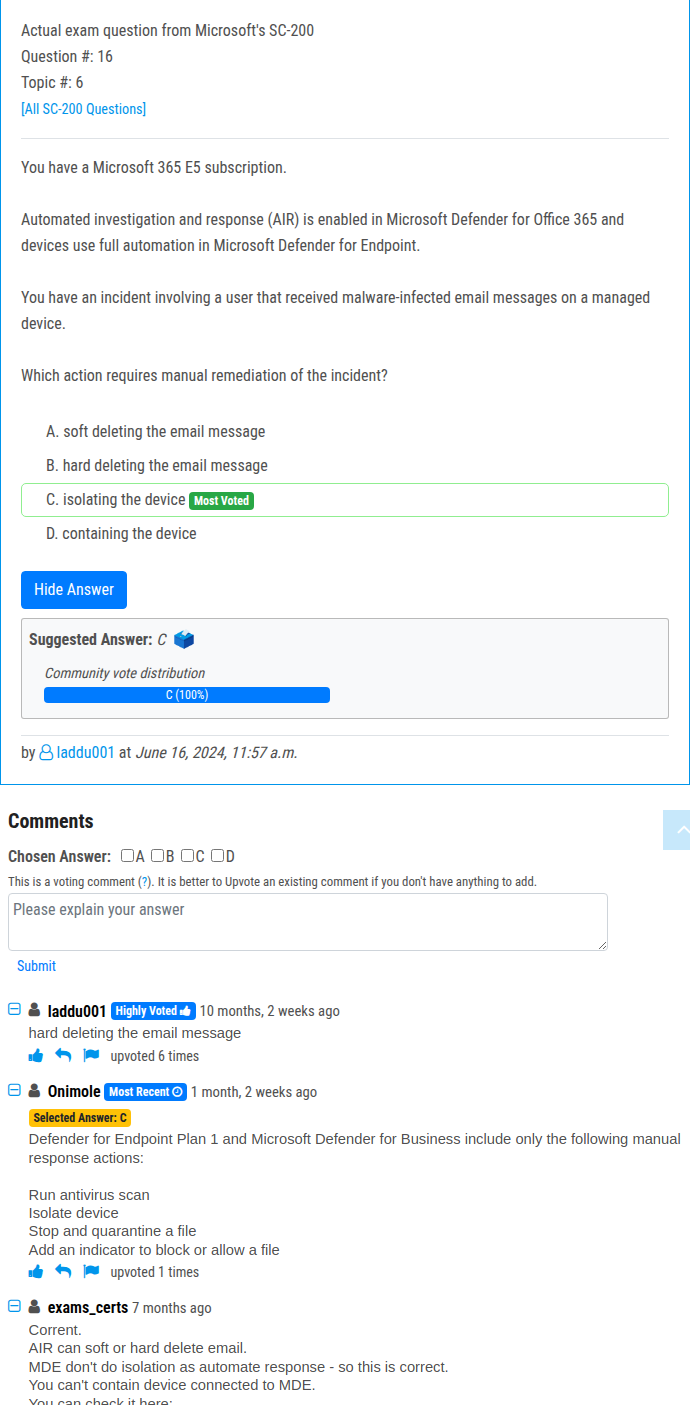 Actual exam question from Microsoft's SC-200
Question #: 16
Topic #: 6
[All SC-200 Questions]
You have a Microsoft 365 E5 subscription.
Automated investigation and response (AIR) is enabled in Microsoft Defender for Office 365 and
devices use full automation in Microsoft Defender for Endpoint.
You have an incident involving a user that received malware-infected email messages on a managed
device.
Which action requires manual remediation of the incident?
A. soft deleting the email message
B. hard deleting the email message
C. isolating the device Most Voted
D. containing the device
Hide Answer
Suggested Answer: C
Community vote distribution
C (100%)
by laddu001 at June 16, 2024, 11:57 a.m.
Comments
Chosen Answer: A B C D
This is a voting comment (?). It is better to Upvote an existing comment if you don't have anything to add.
Please explain your answer
Submit
laddu001 Highly Voted 10 months, 2 weeks ago
hard deleting the email message
upvoted 6 times
Onimole Most Recent 1 month, 2 weeks ago
Selected Answer: C
Defender for Endpoint Plan 1 and Microsoft Defender for Business include only the following manual
response actions:
Run antivirus scan
Isolate device
Stop and quarantine a file
Add an indicator to block or allow a file
upvoted 1 times
exams_certs 7 months ago
Corrent.
AIR can soft or hard delete email.
MDE don't do isolation as automate response - so this is correct.
You can't contain device connected to MDE.
You can check it here: